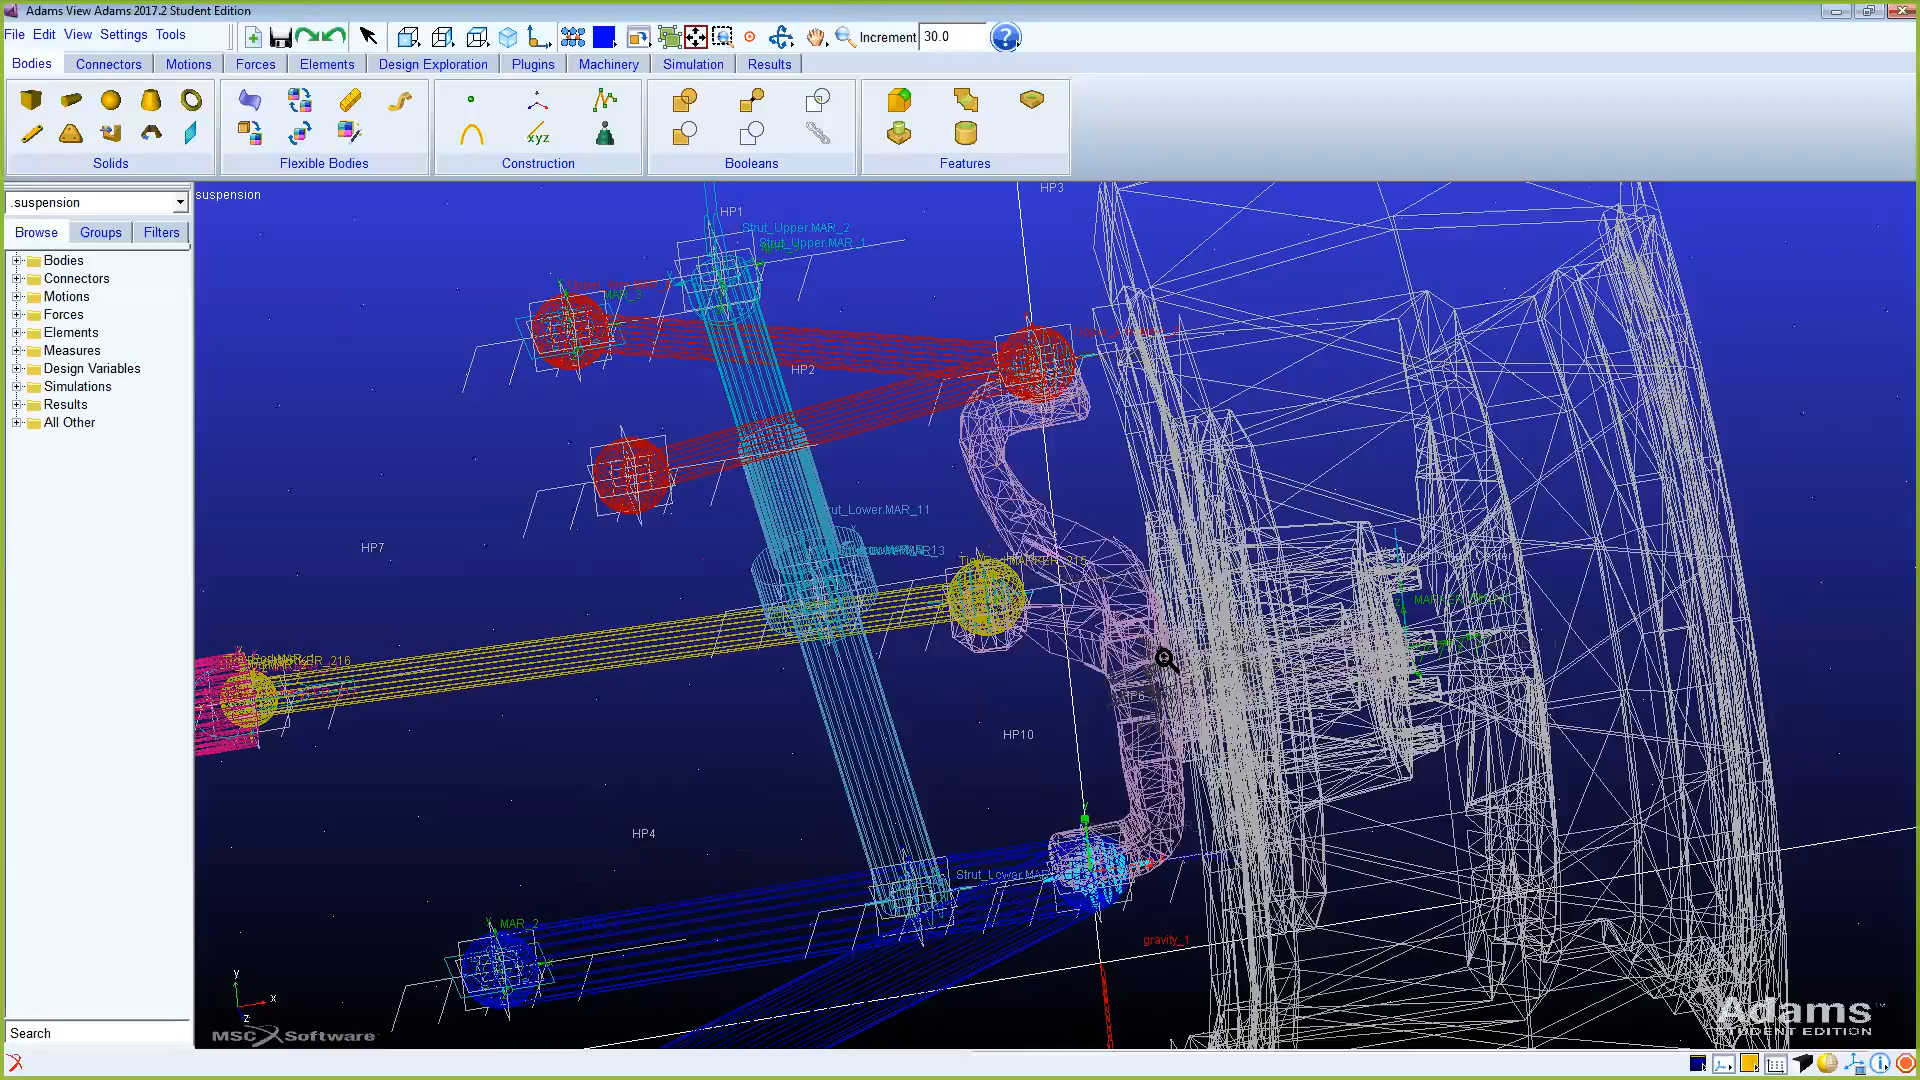 Adams View Adams 2017.2 Student Edition
File Edit View Settings Tools
Increment 30.0
Bodies Connectors Motions Forces Elements Design Exploration Plugins Machinery Simulation Results
xyz
Solids Flexible Bodies Construction Booleans Features
.suspension
Browse Groups Filters
Bodies
Connectors
Motions
Forces
Elements
Measures
Design Variables
Simulations
Results
All Other
Search
suspension
HP3
HP1
Strut_Upper.MAR_2
Strut_Upper.MAR_1
MAR_3
HP2
Strut_Lower.MAR_11
HP7
HP10
HP4
MAR_2
gravity_1
y
x
z
MSC Software
Adams
STUDENT EDITION